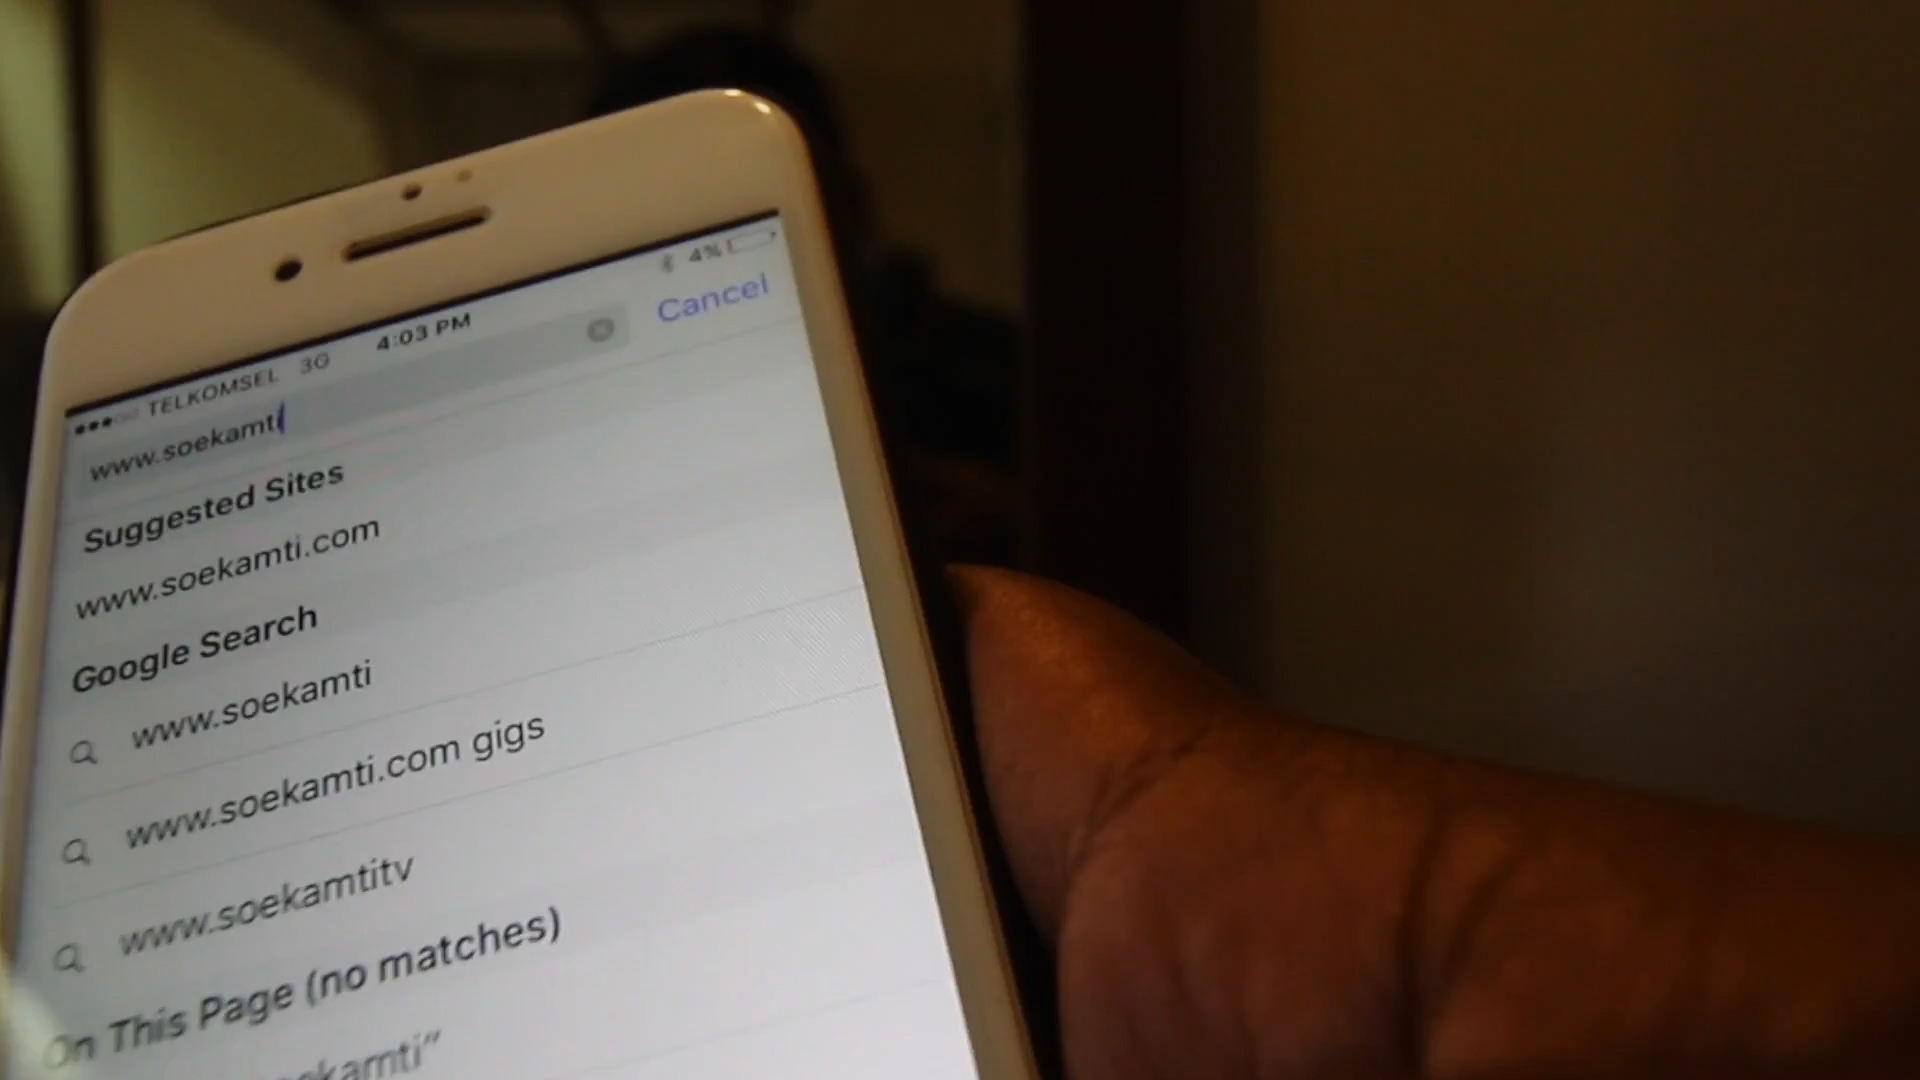 TELKOMSEL 3G 4:03 PM 4%
www.soekamti Cancel
Suggested Sites
www.soekamti.com
Google Search
www.soekamti
www.soekamti.com gigs
www.soekamtitv
On This Page (no matches)